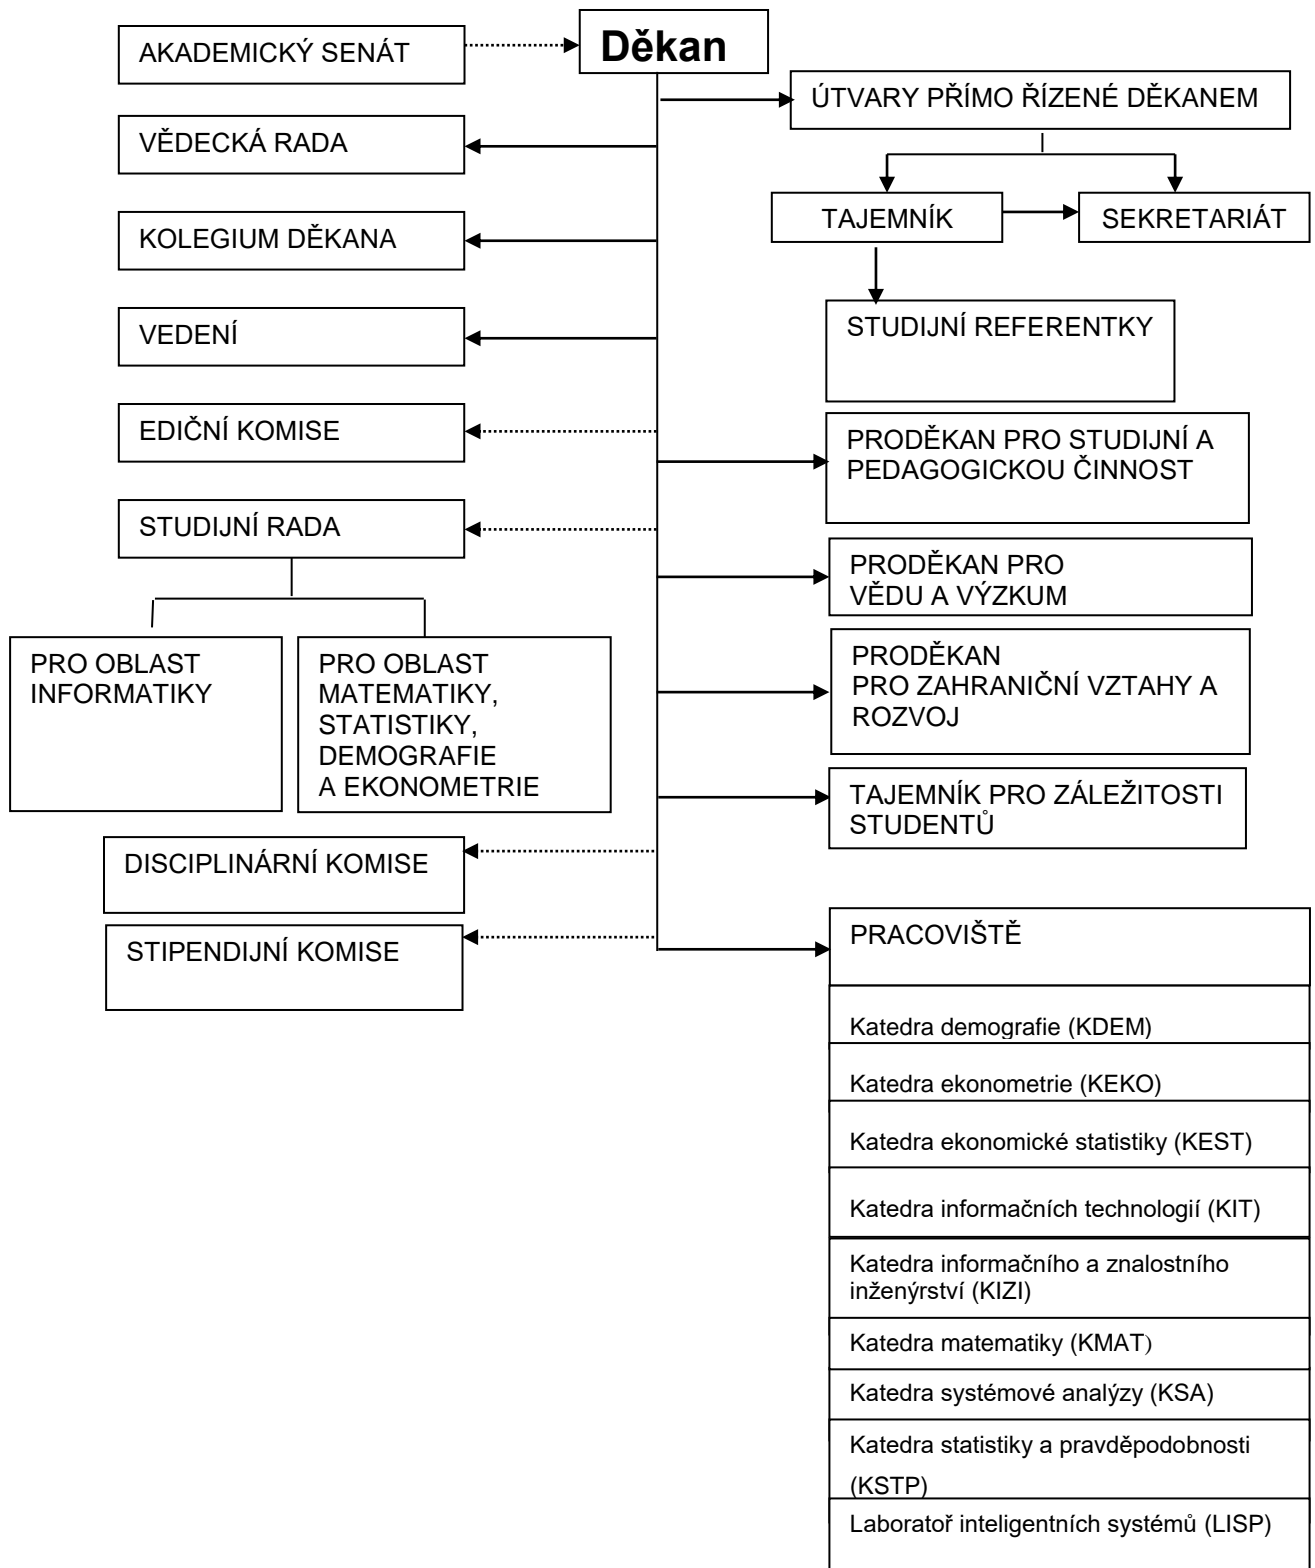 Děkan
AKADEMICKÝ SENÁT
ÚTVARY PŘÍMO ŘÍZENÉ DĚKANEM
VĚDECKÁ RADA
TAJEMNÍK
SEKRETARIÁT
KOLEGIUM DĚKANA
VEDENÍ
STUDIJNÍ REFERENTKY
EDIČNÍ KOMISE
PRODĚKAN PRO STUDIJNÍ A
PEDAGOGICKOU ČINNOST
STUDIJNÍ RADA
PRODĚKAN PRO
VĚDU A VÝZKUM
PRO OBLAST
INFORMATIKY
PRO OBLAST
MATEMATIKY,
STATISTIKY,
DEMOGRAFIE
A EKONOMETRIE
PRODĚKAN
PRO ZAHRANIČNÍ VZTAHY A
ROZVOJ
TAJEMNÍK PRO ZÁLEŽITOSTI
STUDENTŮ
DISCIPLINÁRNÍ KOMISE
STIPENDIJNÍ KOMISE
PRACOVIŠTĚ
Katedra demografie (KDEM)
Katedra ekonometrie (KEKO)
Katedra ekonomické statistiky (KEST)
Katedra informačních technologií (KIT)
Katedra informačního a znalostního
inženýrství (KIZI)
Katedra matematiky (KMAT)
Katedra systémové analýzy (KSA)
Katedra statistiky a pravděpodobnosti
(KSTP)
Laboratoř inteligentních systémů (LISP)